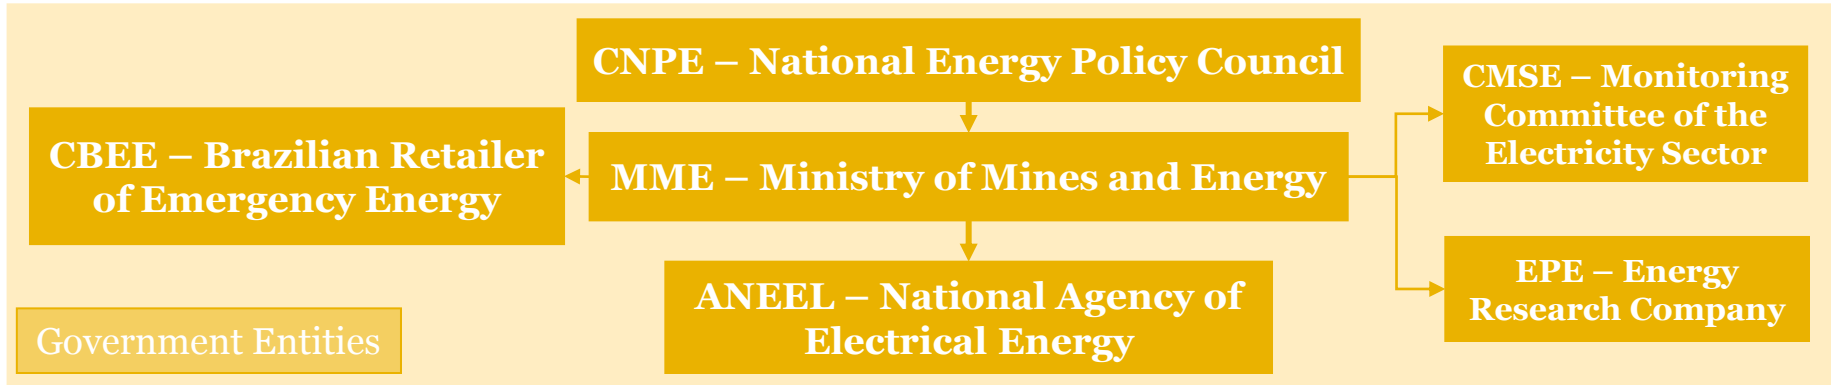 CNPE – National Energy Policy Council
CBEE – Brazilian Retailer
of Emergency Energy
MME – Ministry of Mines and Energy
CMSE – Monitoring
Committee of the
Electricity Sector
ANEEL – National Agency of
Electrical Energy
EPE – Energy
Research Company
Government Entities